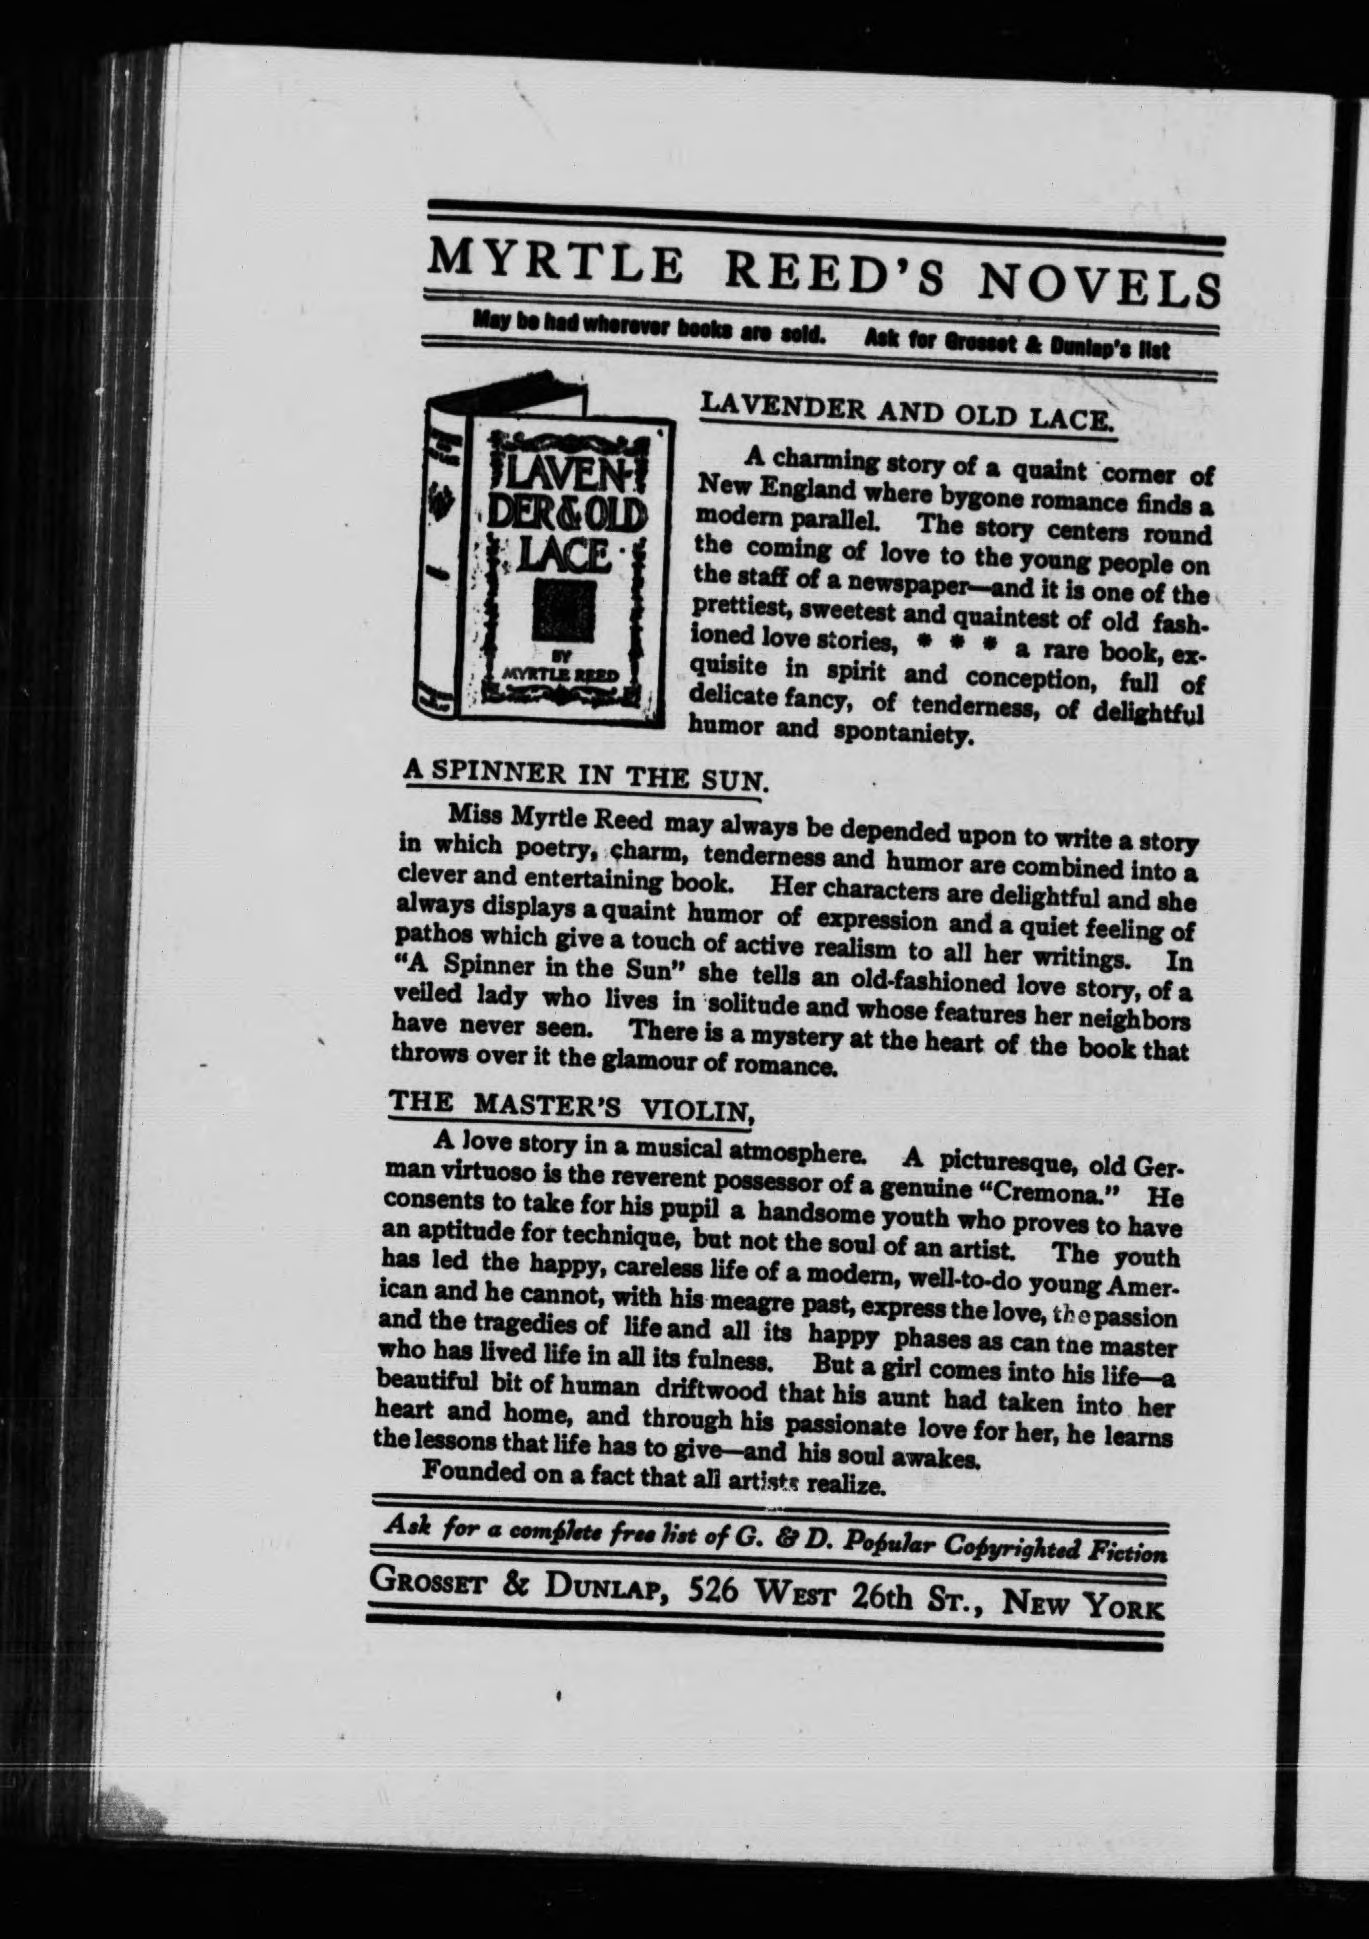 MYRTLE REED'S NOVELS
May be had wherever books are sold. Ask for Grosset & Dunlap's list
LAVEN-
DER & OLD
LACE
BY
MYRTLE REED
LAVENDER AND OLD LACE.
A charming story of a quaint corner of
New England where bygone romance finds a
modern parallel. The story centers round
the coming of love to the young people on
the staff of a newspaper—and it is one of the
prettiest, sweetest and quaintest of old fash-
ioned love stories, * * * a rare book, ex-
quisite in spirit and conception, full of
delicate fancy, of tenderness, of delightful
humor and spontaniety.
A SPINNER IN THE SUN.
Miss Myrtle Reed may always be depended upon to write a story
in which poetry, charm, tenderness and humor are combined into a
clever and entertaining book. Her characters are delightful and she
always displays a quaint humor of expression and a quiet feeling of
pathos which give a touch of active realism to all her writings. In
“A Spinner in the Sun” she tells an old-fashioned love story, of a
veiled lady who lives in solitude and whose features her neighbors
have never seen. There is a mystery at the heart of the book that
throws over it the glamour of romance.
THE MASTER'S VIOLIN,
A love story in a musical atmosphere. A picturesque, old Ger-
man virtuoso is the reverent possessor of a genuine “Cremona.” He
consents to take for his pupil a handsome youth who proves to have
an aptitude for technique, but not the soul of an artist. The youth
has led the happy, careless life of a modern, well-to-do young Amer-
ican and he cannot, with his meagre past, express the love, the passion
and the tragedies of life and all its happy phases as can the master
who has lived life in all its fulness. But a girl comes into his life—a
beautiful bit of human driftwood that his aunt had taken into her
heart and home, and through his passionate love for her, he learns
the lessons that life has to give—and his soul awakes.
Founded on a fact that all artists realize.
Ask for a complete free list of G. & D. Popular Copyrighted Fiction
GROSSET & DUNLAP, 526 WEST 26th ST., NEW YORK